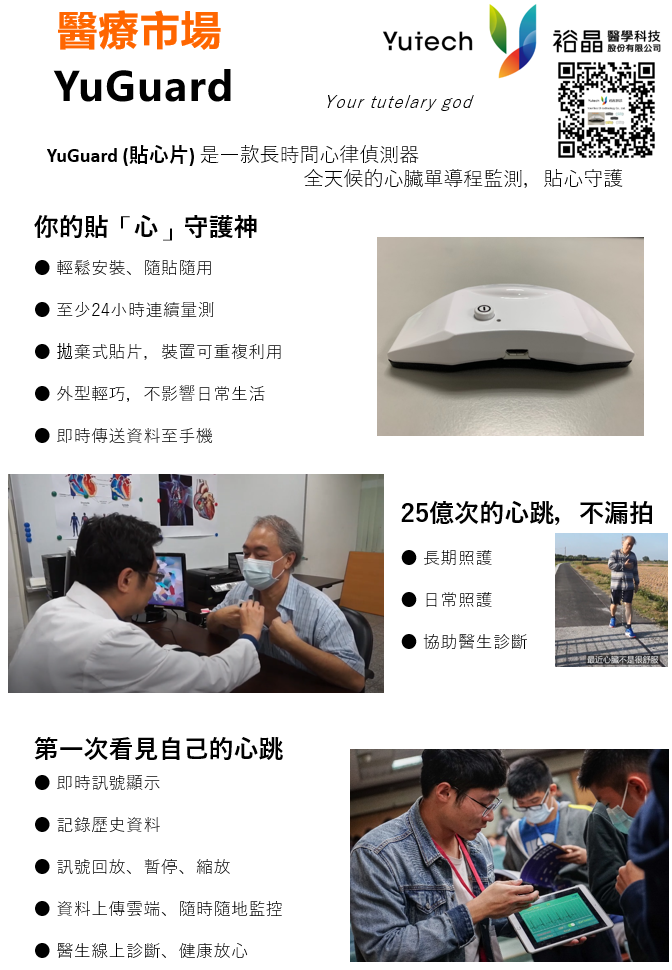 醫療市場
YuGuard
Yutech
裕晶 醫學科技
股份有限公司
Your tutelary god
YuGuard (貼心片) 是一款長時間心律偵測器
全天候的心臟單導程監測，貼心守護
你的貼「心」守護神
● 輕鬆安裝、隨貼隨用
● 至少24小時連續量測
● 拋棄式貼片，裝置可重複利用
● 外型輕巧，不影響日常生活
● 即時傳送資料至手機
25億次的心跳，不漏拍
● 長期照護
● 日常照護
● 協助醫生診斷
最近心臟不是很舒服
第一次看見自己的心跳
● 即時訊號顯示
● 記錄歷史資料
● 訊號回放、暫停、縮放
● 資料上傳雲端、隨時隨地監控
● 醫生線上診斷、健康放心